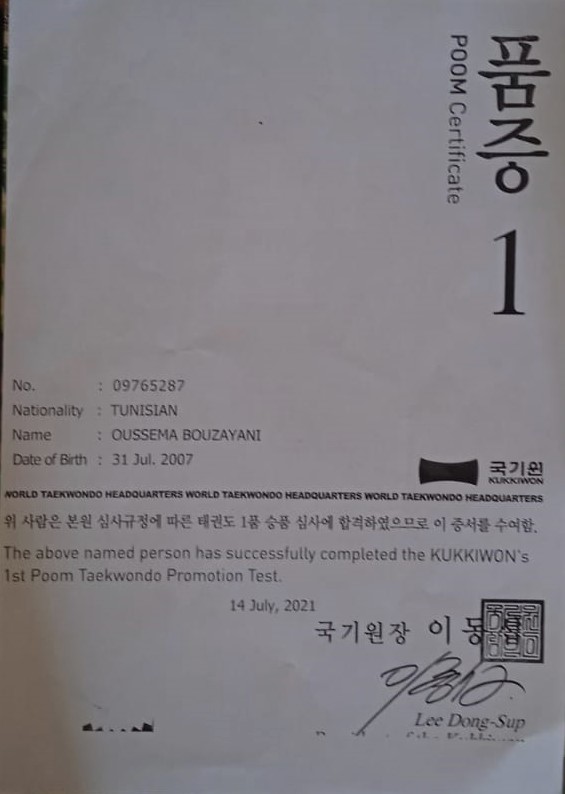 품증
POOM Certificate
1
No. : 09765287
Nationality : TUNISIAN
Name : OUSSEMA BOUZAYANI
Date of Birth : 31 Jul. 2007
국기원
KUKKIWON
WORLD TAEKWONDO HEADQUARTERS WORLD TAEKWONDO HEADQUARTERS WORLD TAEKWONDO HEADQUARTERS
위 사람은 본원 심사규정에 따른 태권도 1품 승품 심사에 합격하였으므로 이 증서를 수여함.
The above named person has successfully completed the KUKKIWON's
1st Poom Taekwondo Promotion Test.
14 July, 2021
국기원장 이 동
Lee Dong-Sup